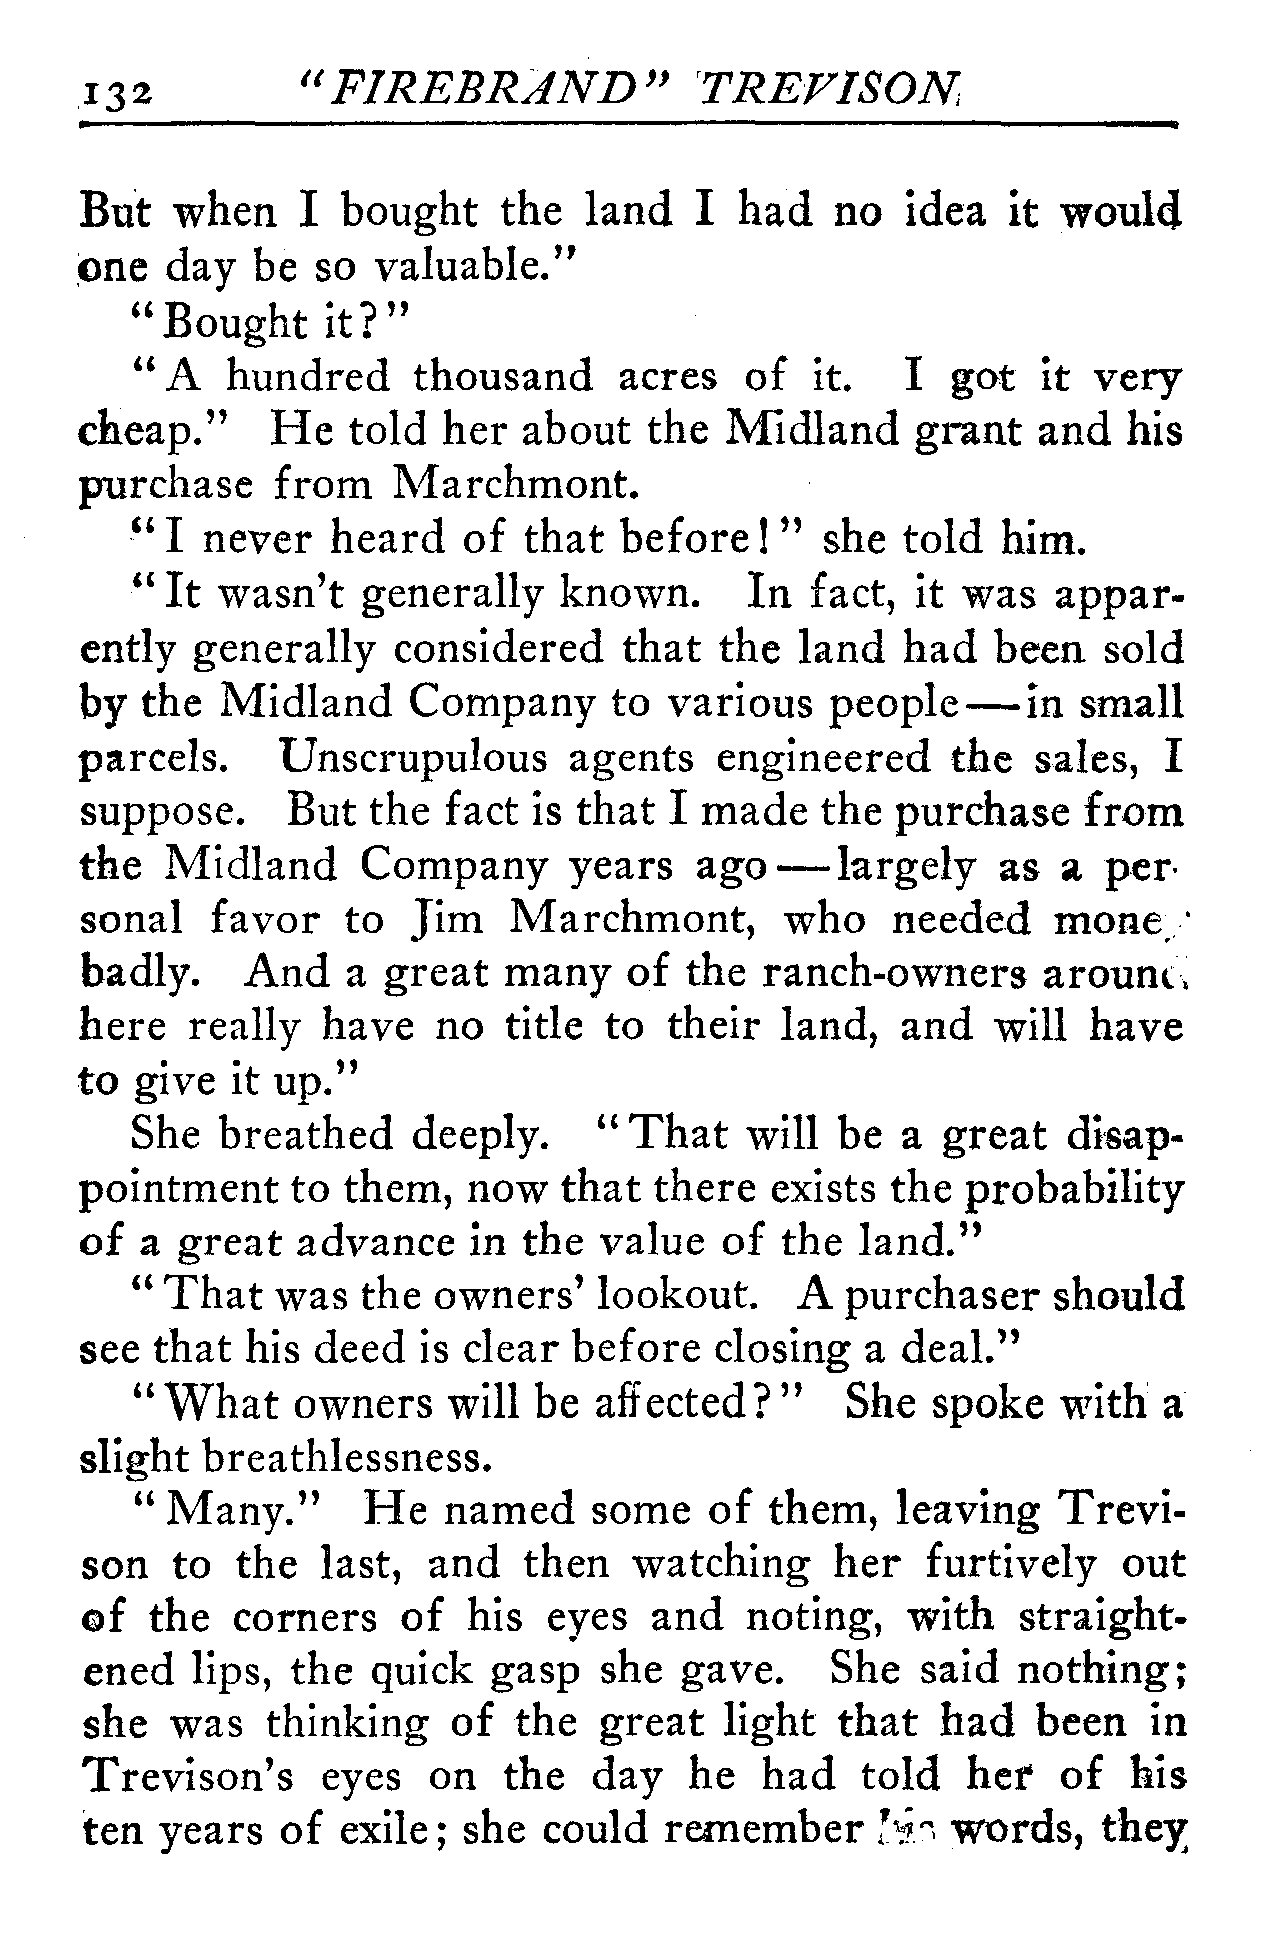 132 "FIREBRAND" TREVISON
But when I bought the land I had no idea it would
one day be so valuable."
"Bought it?"
"A hundred thousand acres of it. I got it very
cheap." He told her about the Midland grant and his
purchase from Marchmont.
"I never heard of that before!" she told him.
"It wasn't generally known. In fact, it was appar-
ently generally considered that the land had been sold
by the Midland Company to various people—in small
parcels. Unscrupulous agents engineered the sales, I
suppose. But the fact is that I made the purchase from
the Midland Company years ago—largely as a per-
sonal favor to Jim Marchmont, who needed money
badly. And a great many of the ranch-owners around
here really have no title to their land, and will have
to give it up."
She breathed deeply. "That will be a great disap-
pointment to them, now that there exists the probability
of a great advance in the value of the land."
"That was the owners' lookout. A purchaser should
see that his deed is clear before closing a deal."
"What owners will be affected?" She spoke with a
slight breathlessness.
"Many." He named some of them, leaving Trevi-
son to the last, and then watching her furtively out
of the corners of his eyes and noting, with straight-
ened lips, the quick gasp she gave. She said nothing;
she was thinking of the great light that had been in
Trevison's eyes on the day he had told her of his
ten years of exile; she could remember words, they